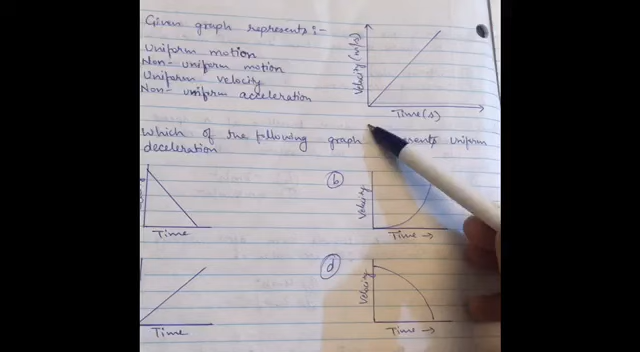 Given graph represents :-
Uniform motion
Non-uniform motion
Uniform velocity
Non-uniform acceleration
Velocity (m/s)
Time(s)
Which of the following graph uniform
deceleration
Time
b
Velocity
Time →
Time
d
Velocity
Time →